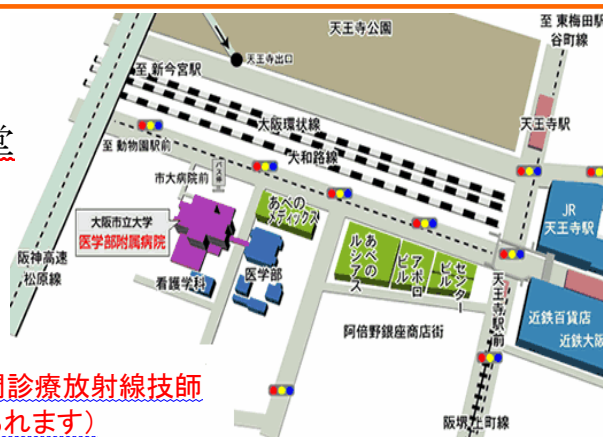 天王寺公園
至 東梅田駅
谷町線
天王寺出口
至 新今宮駅
大阪環状線
天王寺駅
堂
大和路線
至 動物園駅前
バス停
市大病院前
あべの
メディックス
大阪市立大学
医学部附属病院
JR
天王寺駅
あべの
ルシアス
アポロ
ビル
センター
ビル
医学部
看護学科
阪神高速
松原線
天王寺駅前
近鉄百貨店
近鉄大阪
阿倍野銀座商店街
診療放射線技師
れます）
阪堺上町線